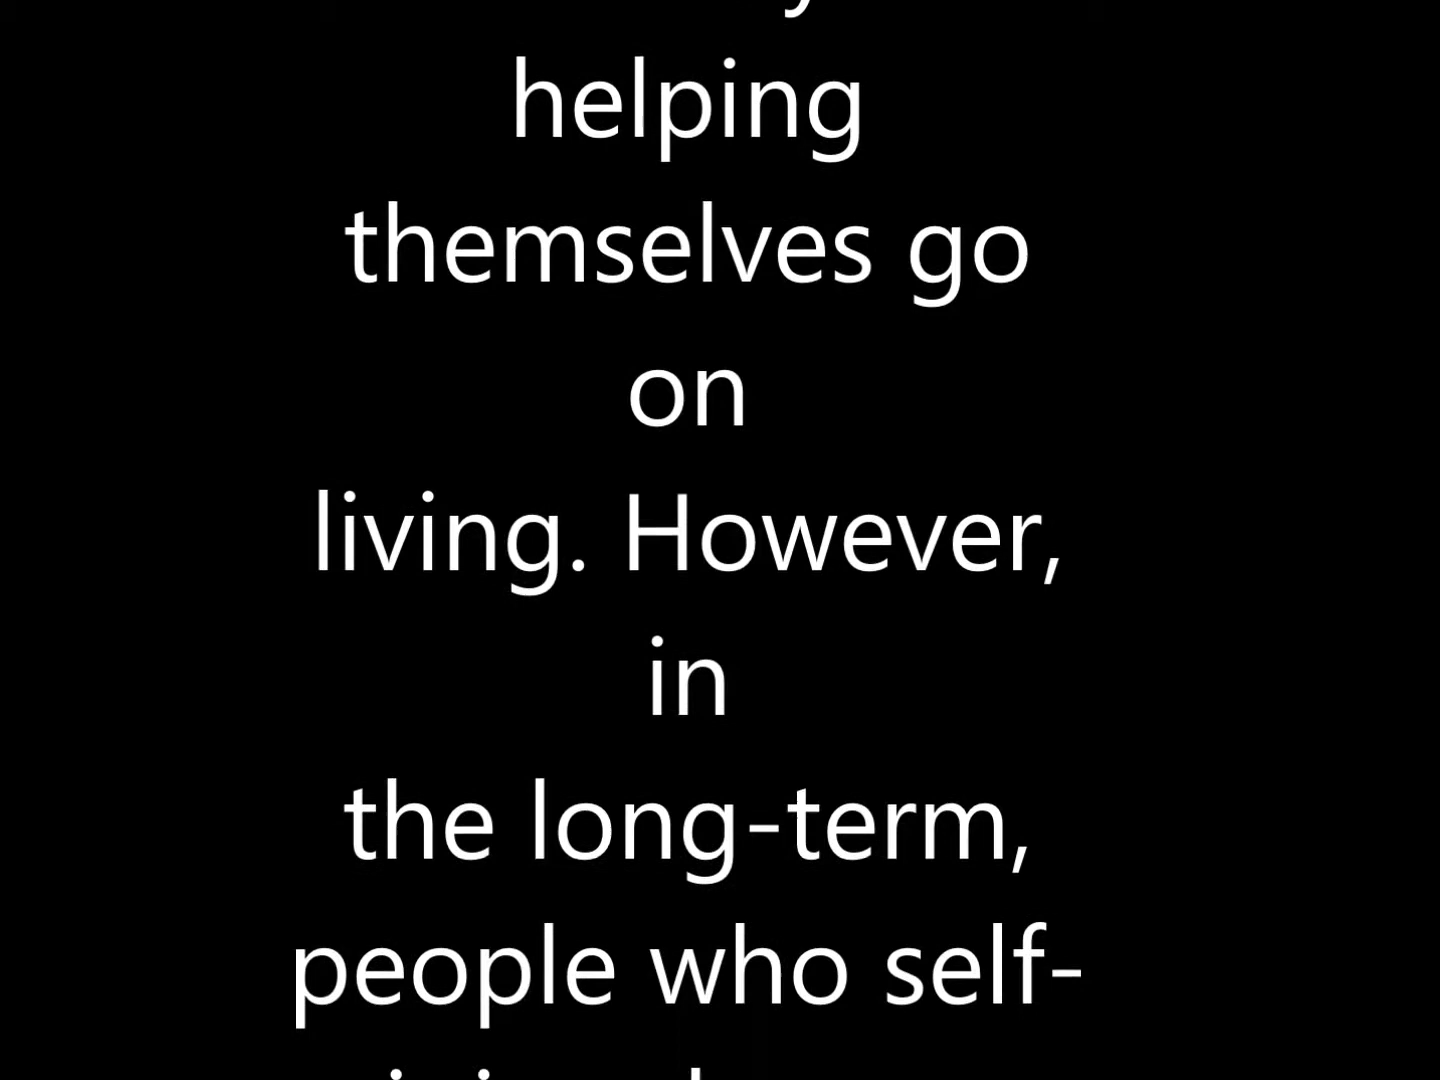 helping
themselves go
on
living. However,
in
the long-term,
people who self-